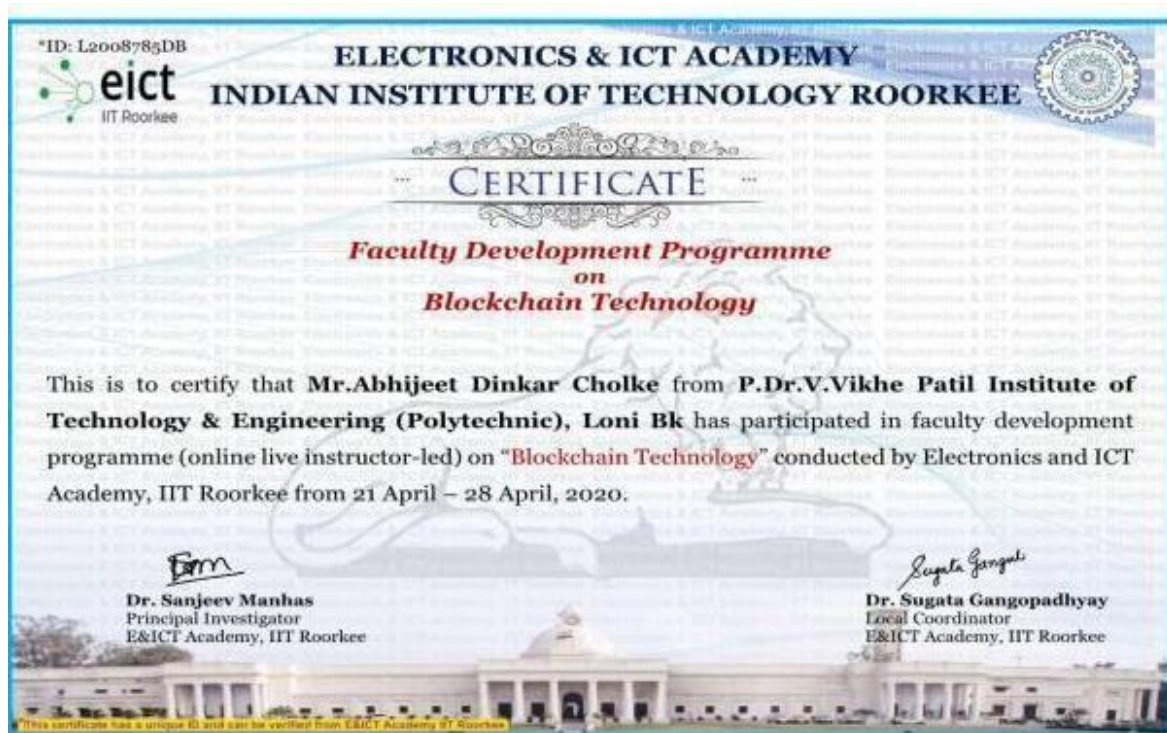 *ID: L2008785DB
eict
IIT Roorkee
ELECTRONICS & ICT ACADEMY
INDIAN INSTITUTE OF TECHNOLOGY ROORKEE
CERTIFICATE
Faculty Development Programme
on
Blockchain Technology
This is to certify that Mr.Abhijeet Dinkar Cholke from P.Dr.V.Vikhe Patil Institute of
Technology & Engineering (Polytechnic), Loni Bk has participated in faculty development
programme (online live instructor-led) on “Blockchain Technology” conducted by Electronics and ICT
Academy, IIT Roorkee from 21 April – 28 April, 2020.
Dr. Sanjeev Manhas
Principal Investigator
E&ICT Academy, IIT Roorkee
Sugata Gangul
Dr. Sugata Gangopadhyay
Local Coordinator
E&ICT Academy, IIT Roorkee
*This certificate has a unique ID and can be verified from E&ICT Academy IIT Roorkee